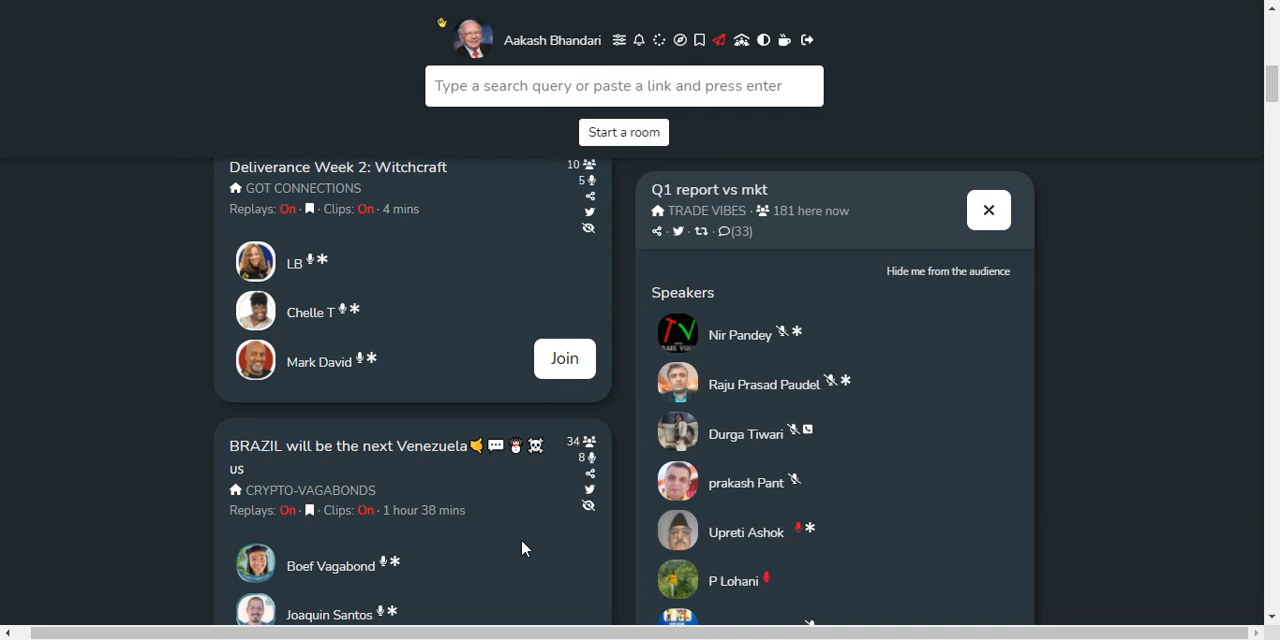 Aakash Bhandari
Type a search query or paste a link and press enter
Start a room
Deliverance Week 2: Witchcraft
10
GOT CONNECTIONS
5
Replays: On · Clips: On · 4 mins
LB
Chelle T
Mark David
Join
BRAZIL will be the next Venezuela🤙💬⛄☠
34
us
8
CRYPTO-VAGABONDS
Replays: On · Clips: On · 1 hour 38 mins
Boef Vagabond
Joaquin Santos
Q1 report vs mkt
TRADE VIBES · 181 here now
(33)
Hide me from the audience
Speakers
TV
Nir Pandey
Raju Prasad Paudel
Durga Tiwari
prakash Pant
Upreti Ashok
P Lohani